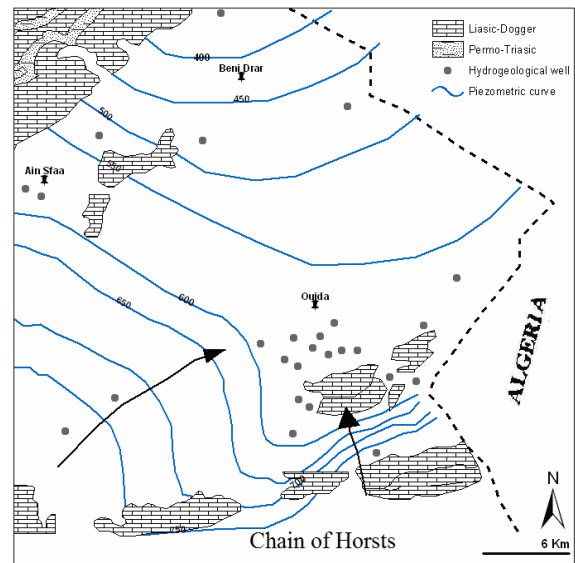 Liasic-Dogger
Permo-Triasic
Hydrogeological well
Piezometric curve
400
Beni Drar
450
500
550
Ain Sfaa
600
650
Oujda
ALGERIA
700
750
Chain of Horsts
N
6 Km